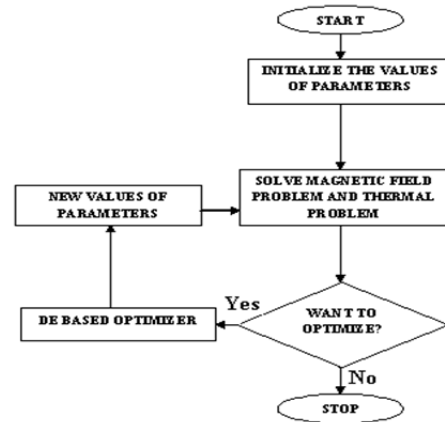 START
INITIALIZE THE VALUES
OF PARAMETERS
SOLVE MAGNETIC FIELD
PROBLEM AND THERMAL
PROBLEM
NEW VALUES OF
PARAMETERS
WANT TO
OPTIMIZE?
Yes
DE BASED OPTIMIZER
No
STOP